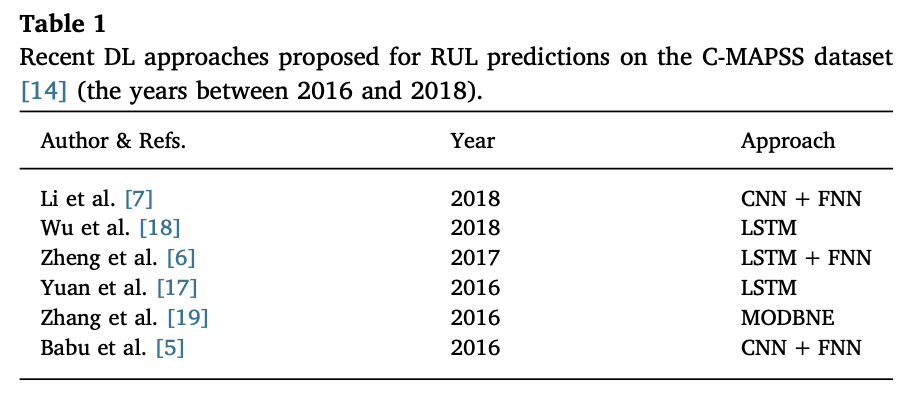 Table 1
Recent DL approaches proposed for RUL predictions on the C-MAPSS dataset
[14] (the years between 2016 and 2018).
Author & Refs. Year Approach
Li et al. [7] 2018 CNN + FNN
Wu et al. [18] 2018 LSTM
Zheng et al. [6] 2017 LSTM + FNN
Yuan et al. [17] 2016 LSTM
Zhang et al. [19] 2016 MODBNE
Babu et al. [5] 2016 CNN + FNN